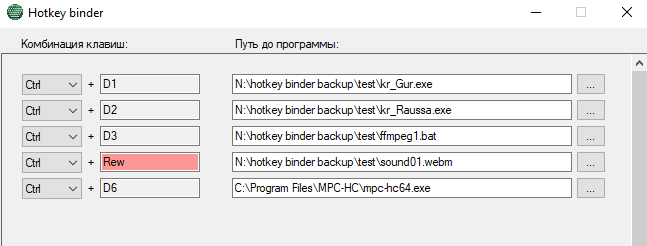 Hotkey binder
Комбинация клавиш: Путь до программы:
Ctrl + D1 N:\hotkey binder backup\test\kr_Gur.exe ...
Ctrl + D2 N:\hotkey binder backup\test\kr_Raussa.exe ...
Ctrl + D3 N:\hotkey binder backup\test\ffmpeg1.bat ...
Ctrl + Rew N:\hotkey binder backup\test\sound01.webm ...
Ctrl + D6 C:\Program Files\MPC-HC\mpc-hc64.exe ...